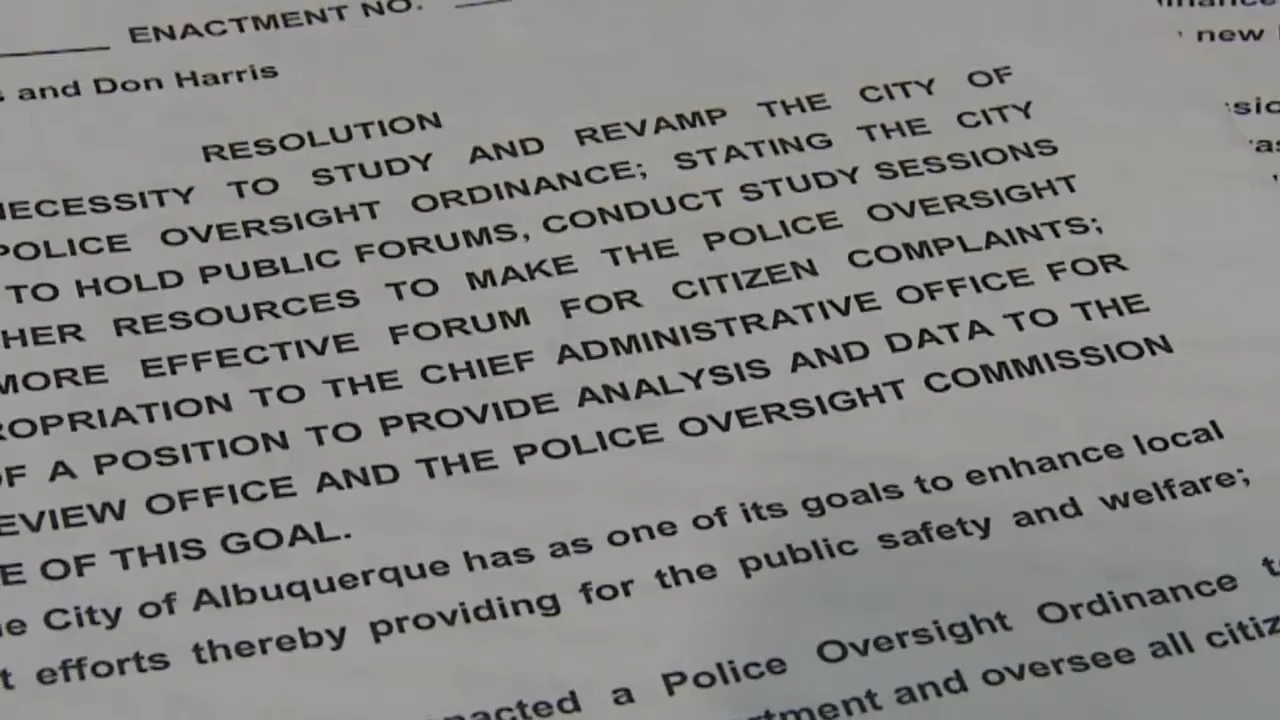 ENACTMENT NO.
and Don Harris
RESOLUTION
NECESSITY TO STUDY AND REVAMP THE CITY OF
POLICE OVERSIGHT ORDINANCE; STATING THE CITY
TO HOLD PUBLIC FORUMS, CONDUCT STUDY SESSIONS
HER RESOURCES TO MAKE THE POLICE OVERSIGHT
MORE EFFECTIVE FORUM FOR CITIZEN COMPLAINTS;
ROPRIATION TO THE CHIEF ADMINISTRATIVE OFFICE FOR
OF A POSITION TO PROVIDE ANALYSIS AND DATA TO THE
EVIEW OFFICE AND THE POLICE OVERSIGHT COMMISSION
E OF THIS GOAL.
e City of Albuquerque has as one of its goals to enhance local
t efforts thereby providing for the public safety and welfare;
nacted a Police Oversight Ordinance t
tment and oversee all citiz
new